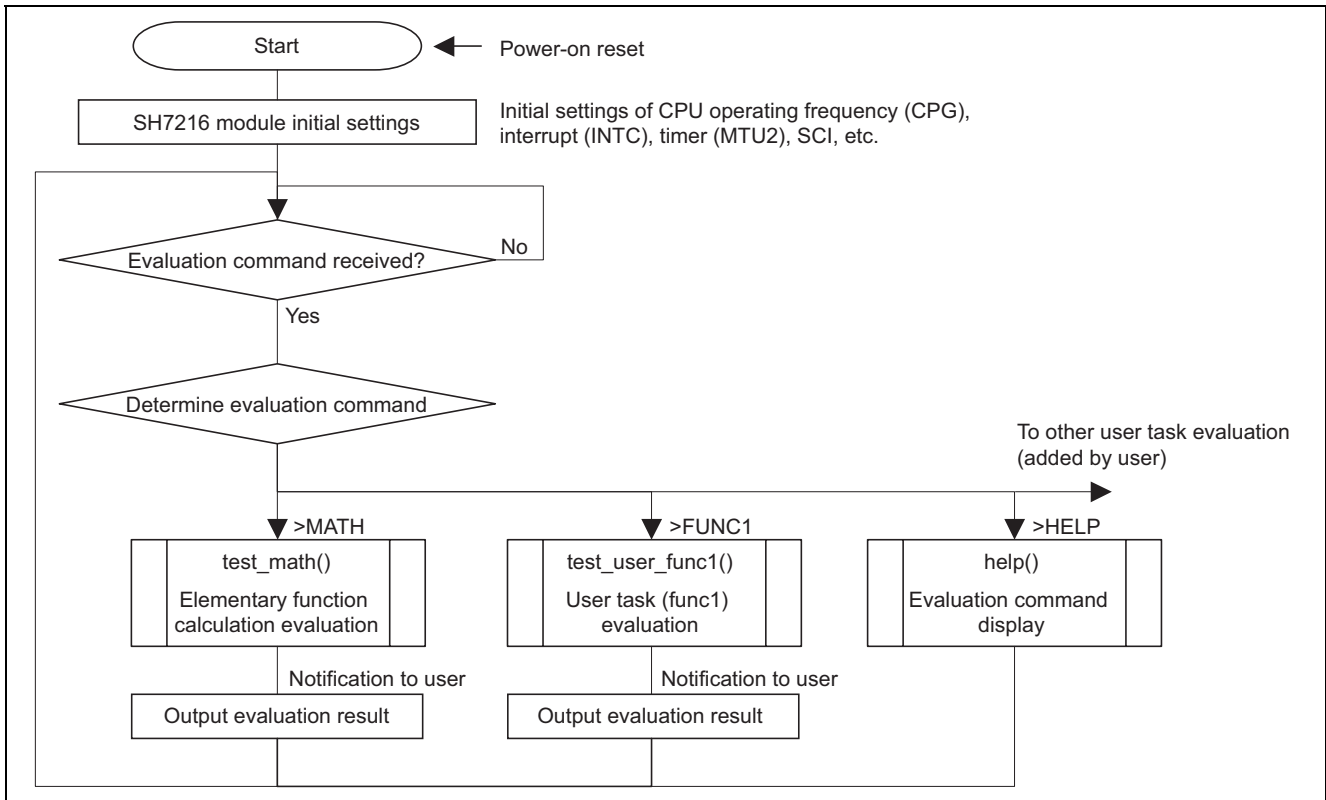 Start
Power-on reset
SH7216 module initial settings
Initial settings of CPU operating frequency (CPG),
interrupt (INTC), timer (MTU2), SCI, etc.
Evaluation command received?
No
Yes
Determine evaluation command
To other user task evaluation
(added by user)
>MATH
>FUNC1
>HELP
test_math()
Elementary function
calculation evaluation
test_user_func1()
User task (func1)
evaluation
help()
Evaluation command
display
Notification to user
Notification to user
Output evaluation result
Output evaluation result